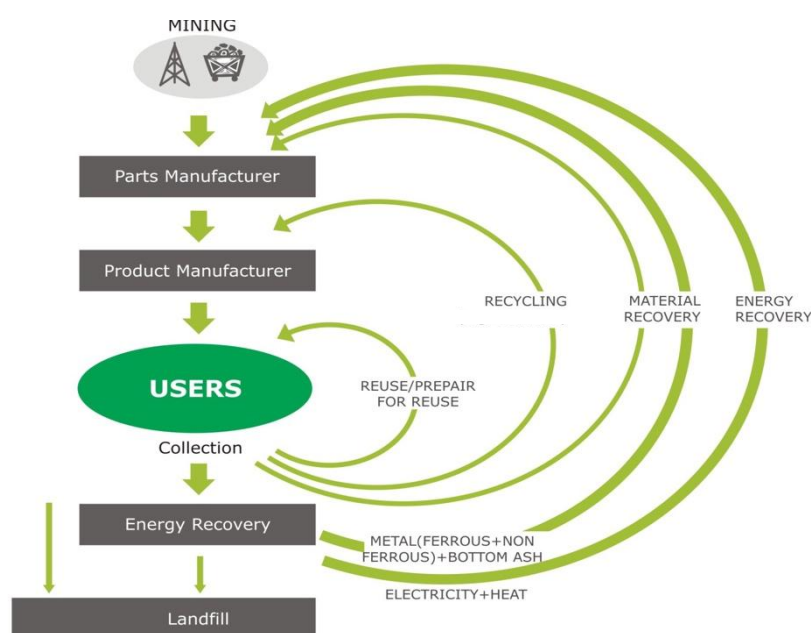 MINING
Parts Manufacturer
Product Manufacturer
RECYCLING
MATERIAL
RECOVERY
ENERGY
RECOVERY
USERS
REUSE/PREPAIR
FOR REUSE
Collection
Energy Recovery
METAL(FERROUS+NON
FERROUS)+BOTTOM ASH
ELECTRICITY+HEAT
Landfill